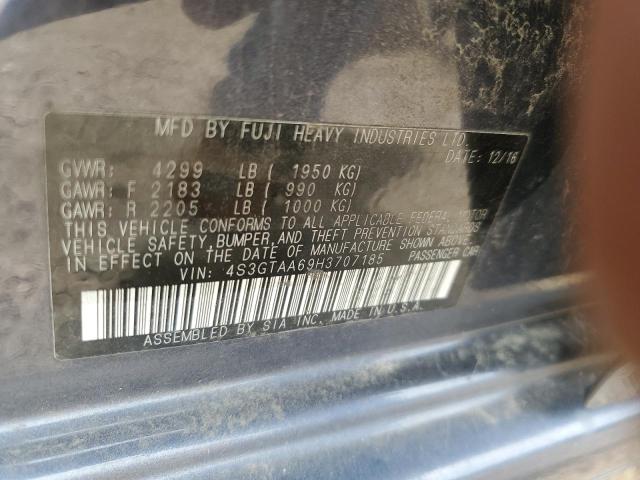 MFD BY FUJI HEAVY INDUSTRIES LTD.
DATE: 12/16
GVWR: 4299 LB ( 1950 KG)
GAWR: F 2183 LB ( 990 KG)
GAWR: R 2205 LB ( 1000 KG)
THIS VEHICLE CONFORMS TO ALL APPLICABLE FEDERAL MOTOR
VEHICLE SAFETY, BUMPER, AND THEFT PREVENTION STANDARDS
IN EFFECT ON THE DATE OF MANUFACTURE SHOWN ABOVE.
VIN: 4S3GTAA69H3707185 PASSENGER CAR
ASSEMBLED BY SIA INC. MADE IN U.S.A.